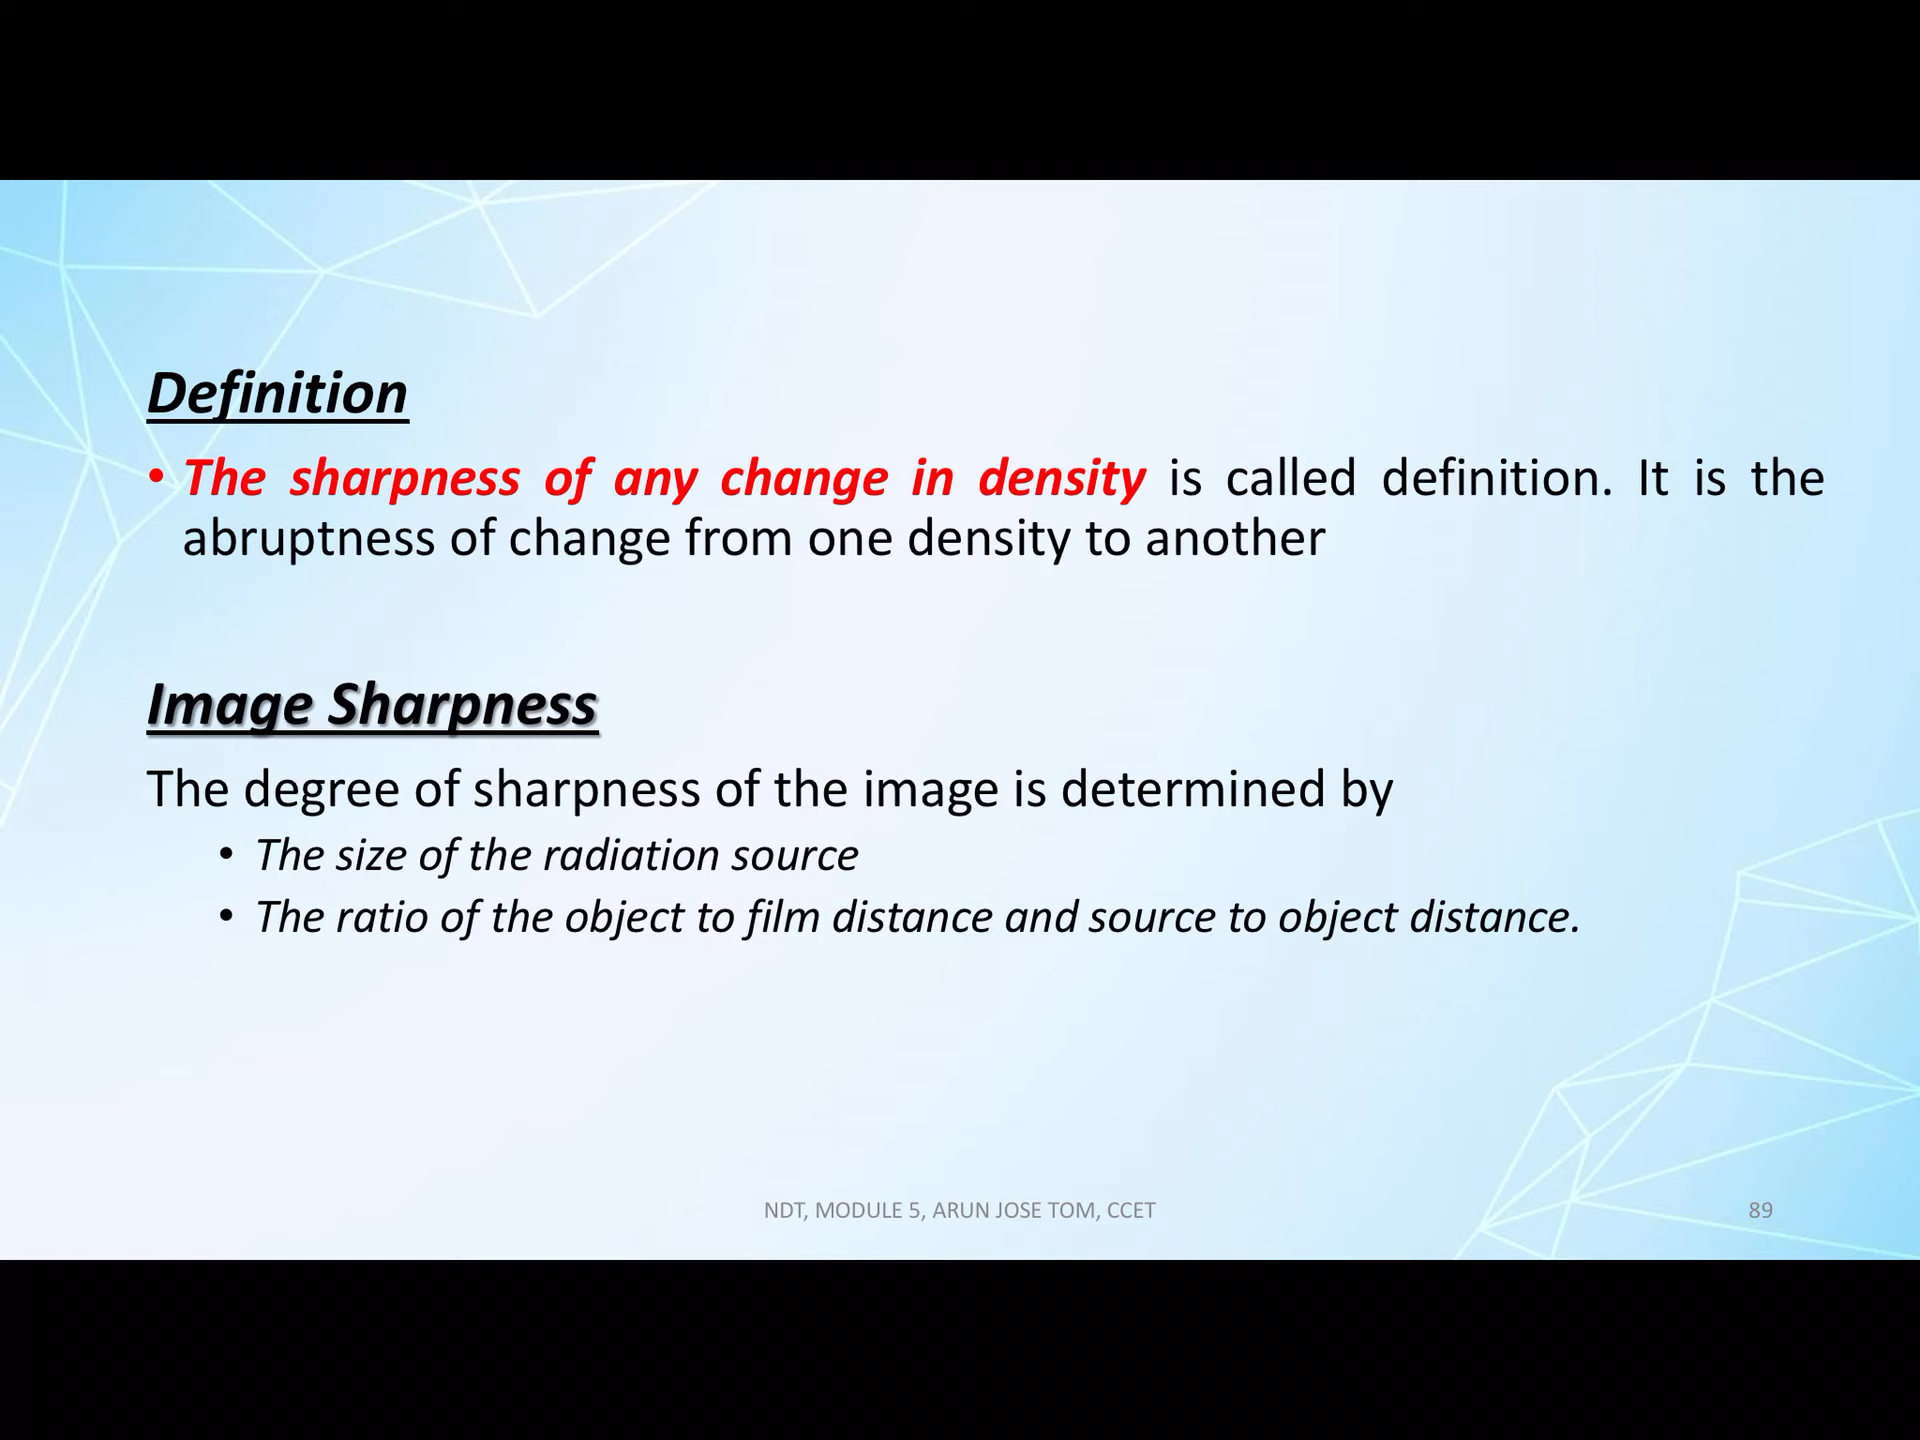 Definition
• The sharpness of any change in density is called definition. It is the
abruptness of change from one density to another
Image Sharpness
The degree of sharpness of the image is determined by
• The size of the radiation source
• The ratio of the object to film distance and source to object distance.
NDT, MODULE 5, ARUN JOSE TOM, CCET
89